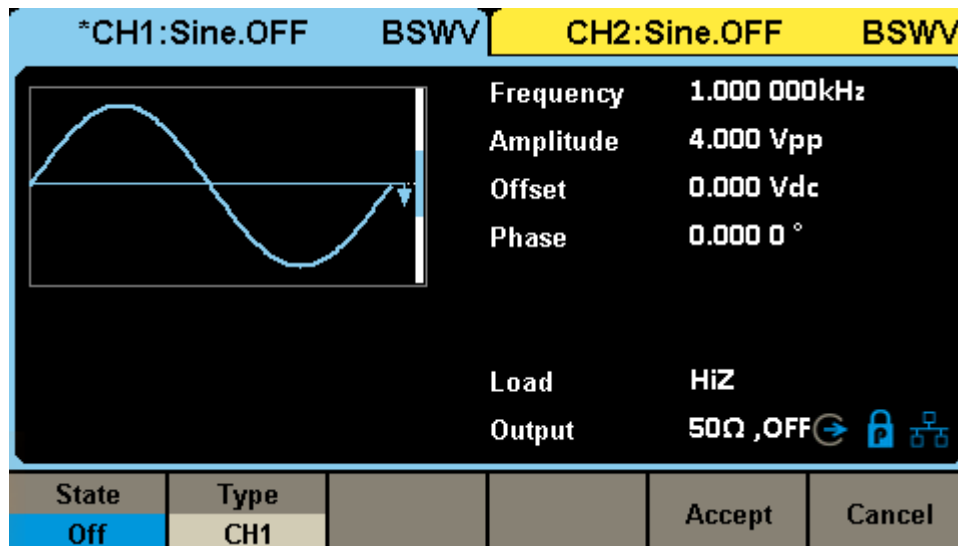 *CH1:Sine.OFF BSWV CH2:Sine.OFF BSWV
Frequency 1.000 000kHz
Amplitude 4.000 Vpp
Offset 0.000 Vdc
Phase 0.000 0 °
Load HiZ
Output 50Ω ,OFF P
State Type Accept Cancel
Off CH1